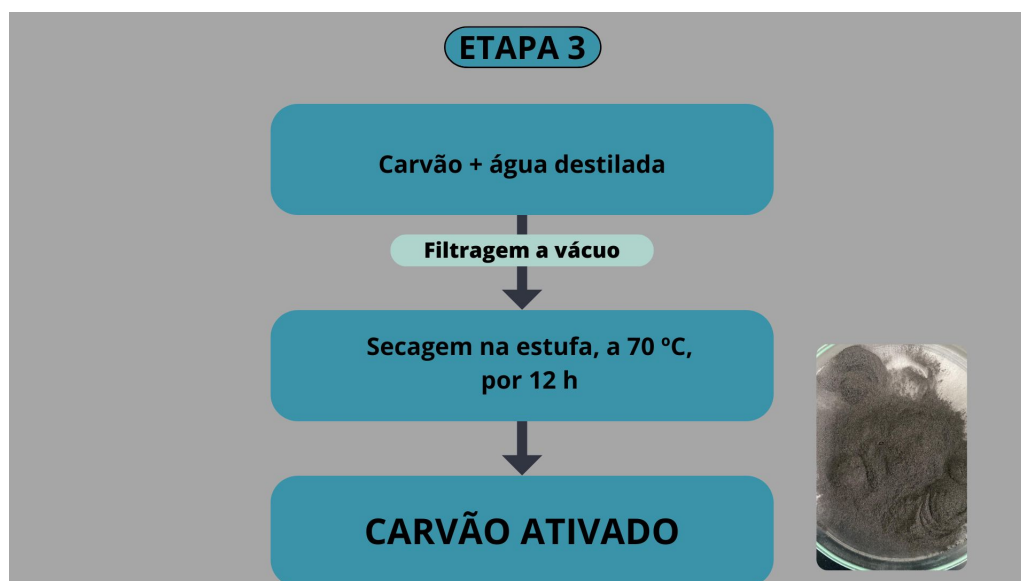 ETAPA 3
Carvão + água destilada
Filtragem a vácuo
Secagem na estufa, a 70 ºC,
por 12 h
CARVÃO ATIVADO